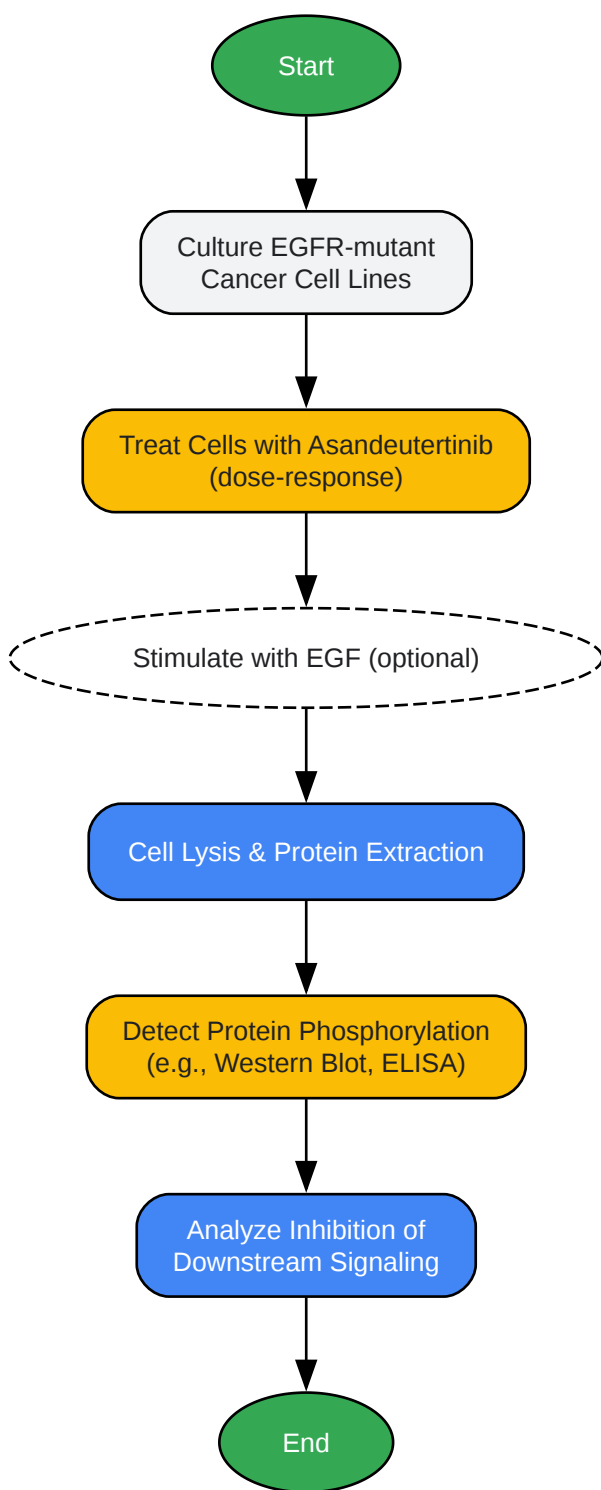 Start
Culture EGFR-mutant
Cancer Cell Lines
Treat Cells with Asandeutertinib
(dose-response)
Stimulate with EGF (optional)
Cell Lysis & Protein Extraction
Detect Protein Phosphorylation
(e.g., Western Blot, ELISA)
Analyze Inhibition of
Downstream Signaling
End